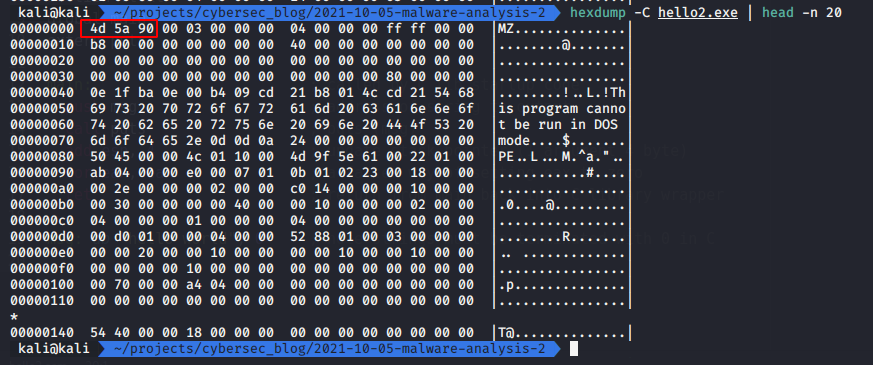 kali@kali ~/projects/cybersec_blog/2021-10-05-malware-analysis-2 hexdump -C hello2.exe | head -n 20
00000000 4d 5a 90 00 03 00 00 00 04 00 00 00 ff ff 00 00 |MZ..............|
00000010 b8 00 00 00 00 00 00 00 40 00 00 00 00 00 00 00 |........@.......|
00000020 00 00 00 00 00 00 00 00 00 00 00 00 00 00 00 00 |................|
00000030 00 00 00 00 00 00 00 00 00 00 00 00 80 00 00 00 |................|
00000040 0e 1f ba 0e 00 b4 09 cd 21 b8 01 4c cd 21 54 68 |........!..L.!Th|
00000050 69 73 20 70 72 6f 67 72 61 6d 20 63 61 6e 6e 6f |is program canno|
00000060 74 20 62 65 20 72 75 6e 20 69 6e 20 44 4f 53 20 |t be run in DOS |
00000070 6d 6f 64 65 2e 0d 0d 0a 24 00 00 00 00 00 00 00 |mode....$.......|
00000080 50 45 00 00 4c 01 10 00 4d 9f 5e 61 00 22 01 00 |PE..L...M.^a."..|
00000090 ab 04 00 00 e0 00 07 01 0b 01 02 23 00 18 00 00 |...........#....|
000000a0 00 2e 00 00 00 02 00 00 c0 14 00 00 00 10 00 00 |................|
000000b0 00 30 00 00 00 00 40 00 00 10 00 00 00 02 00 00 |.0....@.........|
000000c0 04 00 00 00 01 00 00 00 04 00 00 00 00 00 00 00 |................|
000000d0 00 d0 01 00 00 04 00 00 52 88 01 00 03 00 00 00 |........R.......|
000000e0 00 00 20 00 00 10 00 00 00 00 10 00 00 10 00 00 |.. .............|
000000f0 00 00 00 00 10 00 00 00 00 00 00 00 00 00 00 00 |................|
00000100 00 70 00 00 a4 04 00 00 00 00 00 00 00 00 00 00 |.p..............|
00000110 00 00 00 00 00 00 00 00 00 00 00 00 00 00 00 00 |................|
*
00000140 54 40 00 00 18 00 00 00 00 00 00 00 00 00 00 00 |T@..............|
kali@kali ~/projects/cybersec_blog/2021-10-05-malware-analysis-2